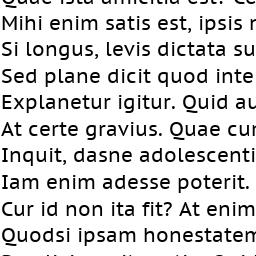 Quae ista amicitia est? Ce
Mihi enim satis est, ipsis n
Si longus, levis dictata su
Sed plane dicit quod inte
Explanetur igitur. Quid au
At certe gravius. Quae cur
Inquit, dasne adolescenti
Iam enim adesse poterit.
Cur id non ita fit? At enim
Quodsi ipsam honestatem